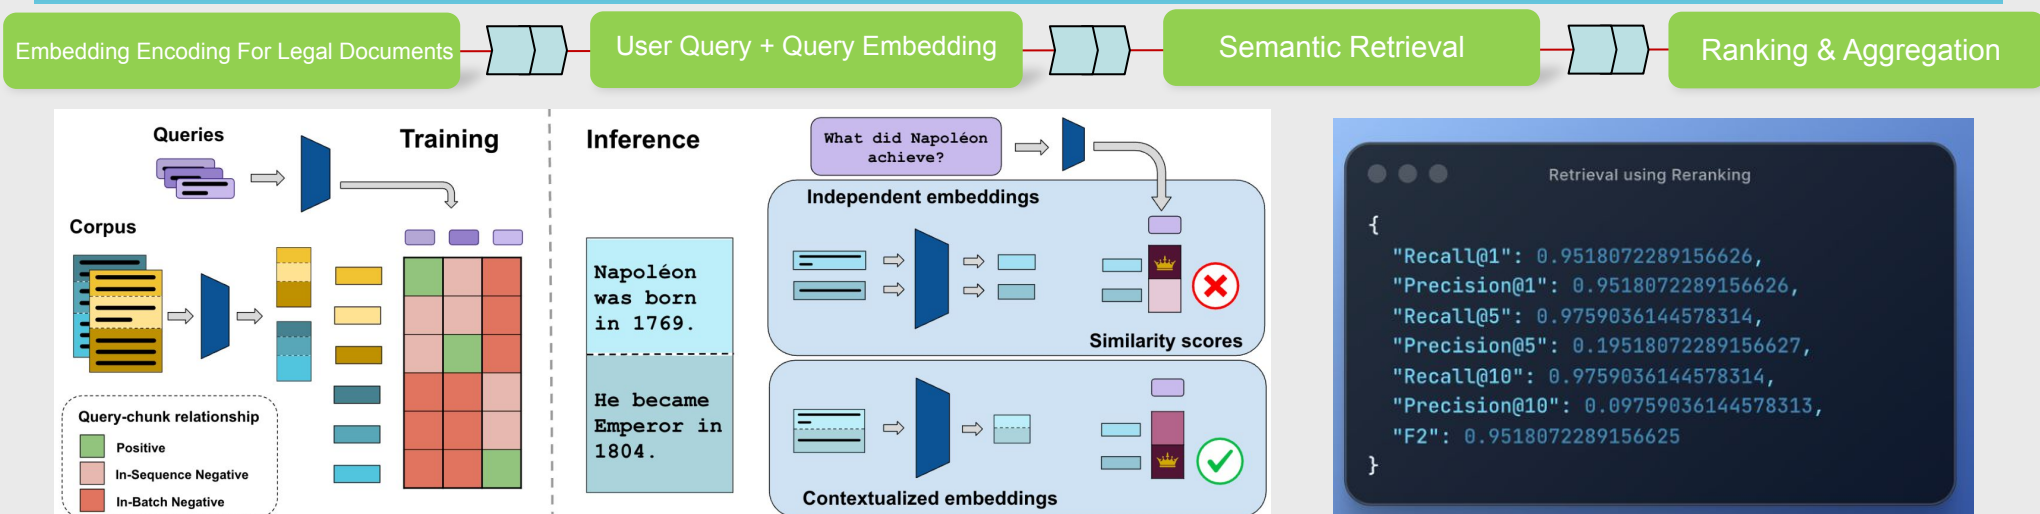 Embedding Encoding For Legal Documents
User Query + Query Embedding
Semantic Retrieval
Ranking & Aggregation
Queries
Training
Corpus
Query-chunk relationship
Positive
In-Sequence Negative
In-Batch Negative
Inference
What did Napoléon
achieve?
Napoléon
was born
in 1769.
He became
Emperor in
1804.
Independent embeddings
Similarity scores
Contextualized embeddings
Retrieval using Reranking
{
"Recall@1": 0.9518072289156626,
"Precision@1": 0.9518072289156626,
"Recall@5": 0.9759036144578314,
"Precision@5": 0.19518072289156627,
"Recall@10": 0.9759036144578314,
"Precision@10": 0.09759036144578313,
"F2": 0.9518072289156625
}